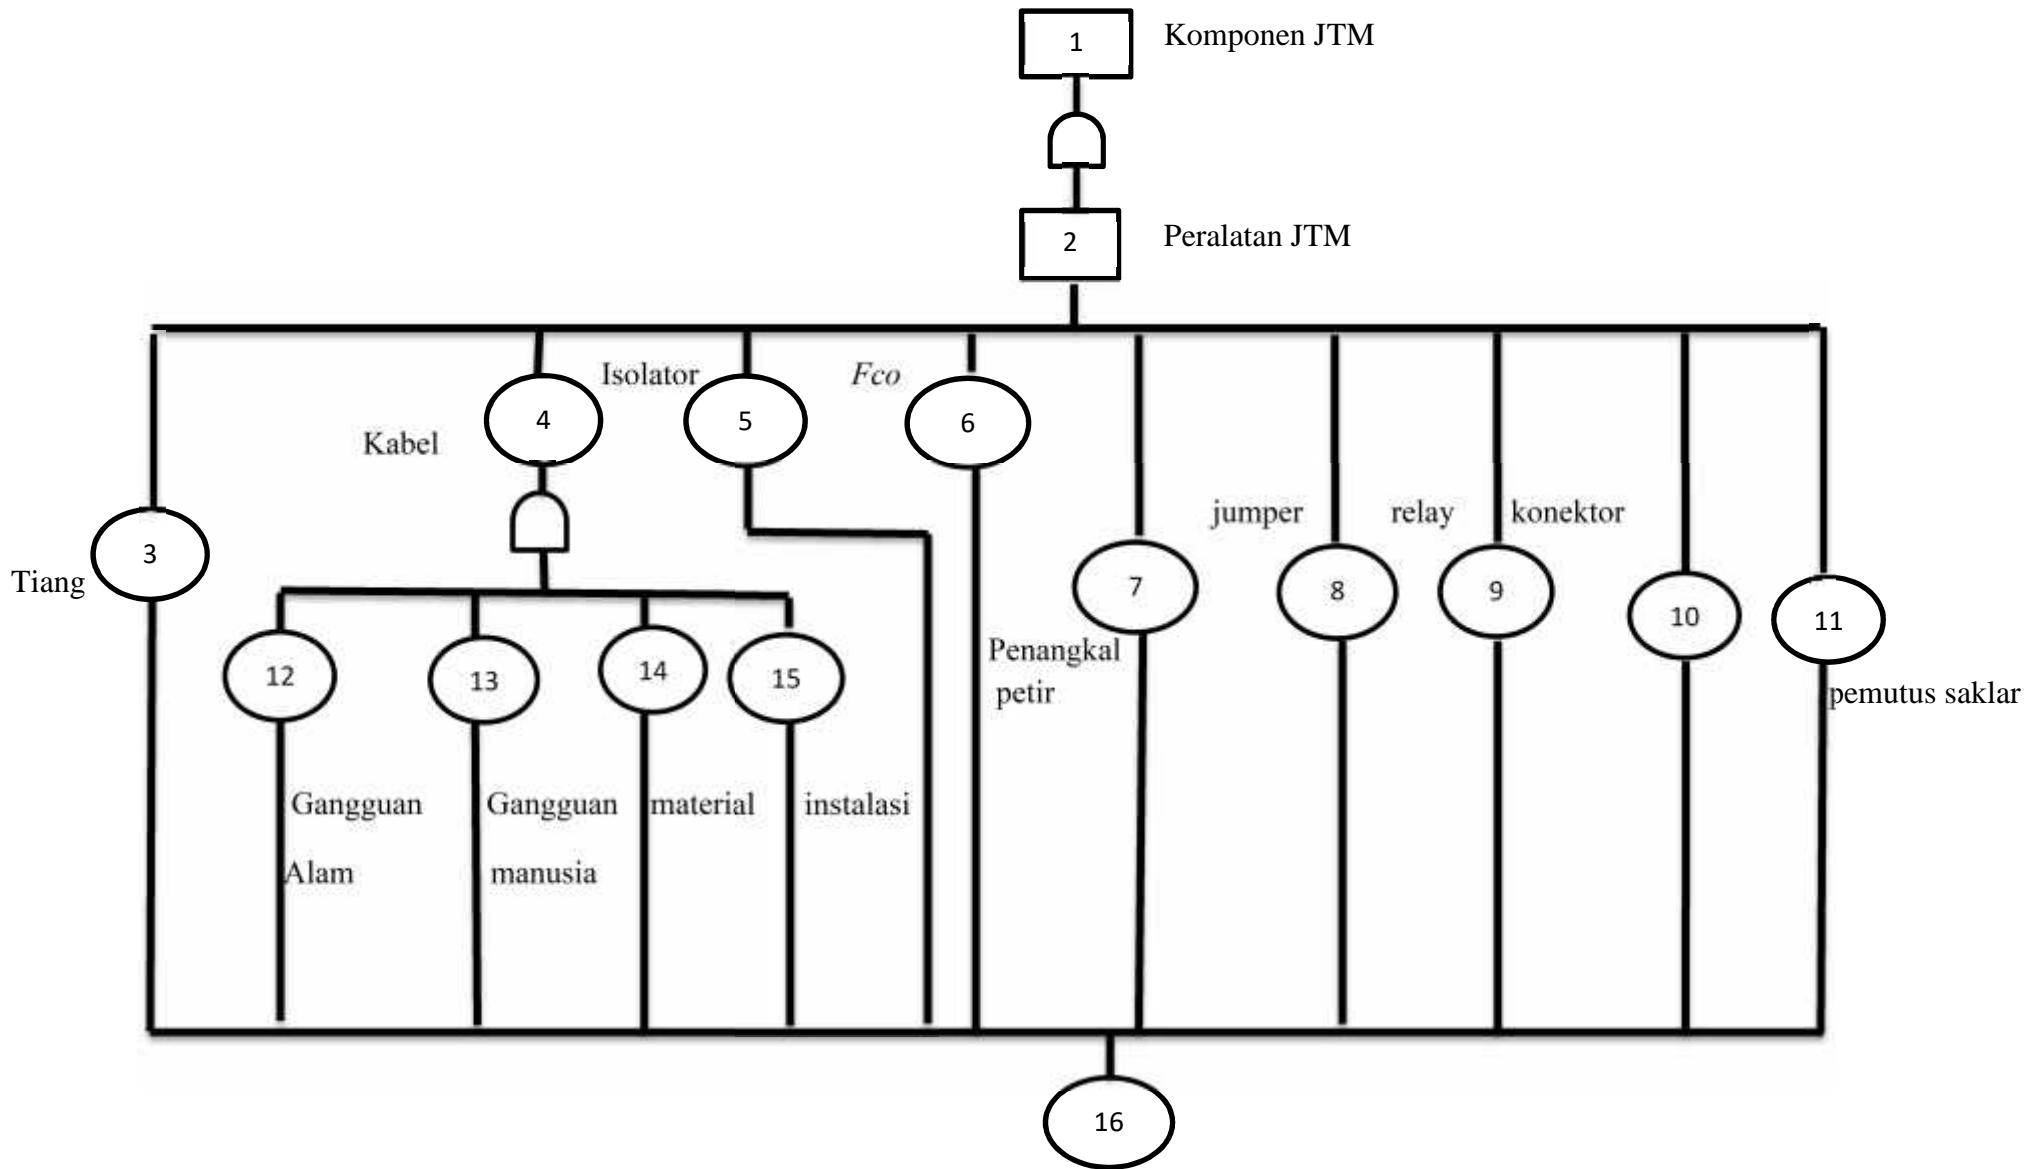 1
Komponen JTM
2
Peralatan JTM
Isolator
Fco
4
5
6
Kabel
jumper
relay
konektor
3
Tiang
7
8
9
10
11
12
13
14
15
Penangkal
petir
pemutus saklar
Gangguan
Alam
Gangguan
manusia
material
instalasi
16